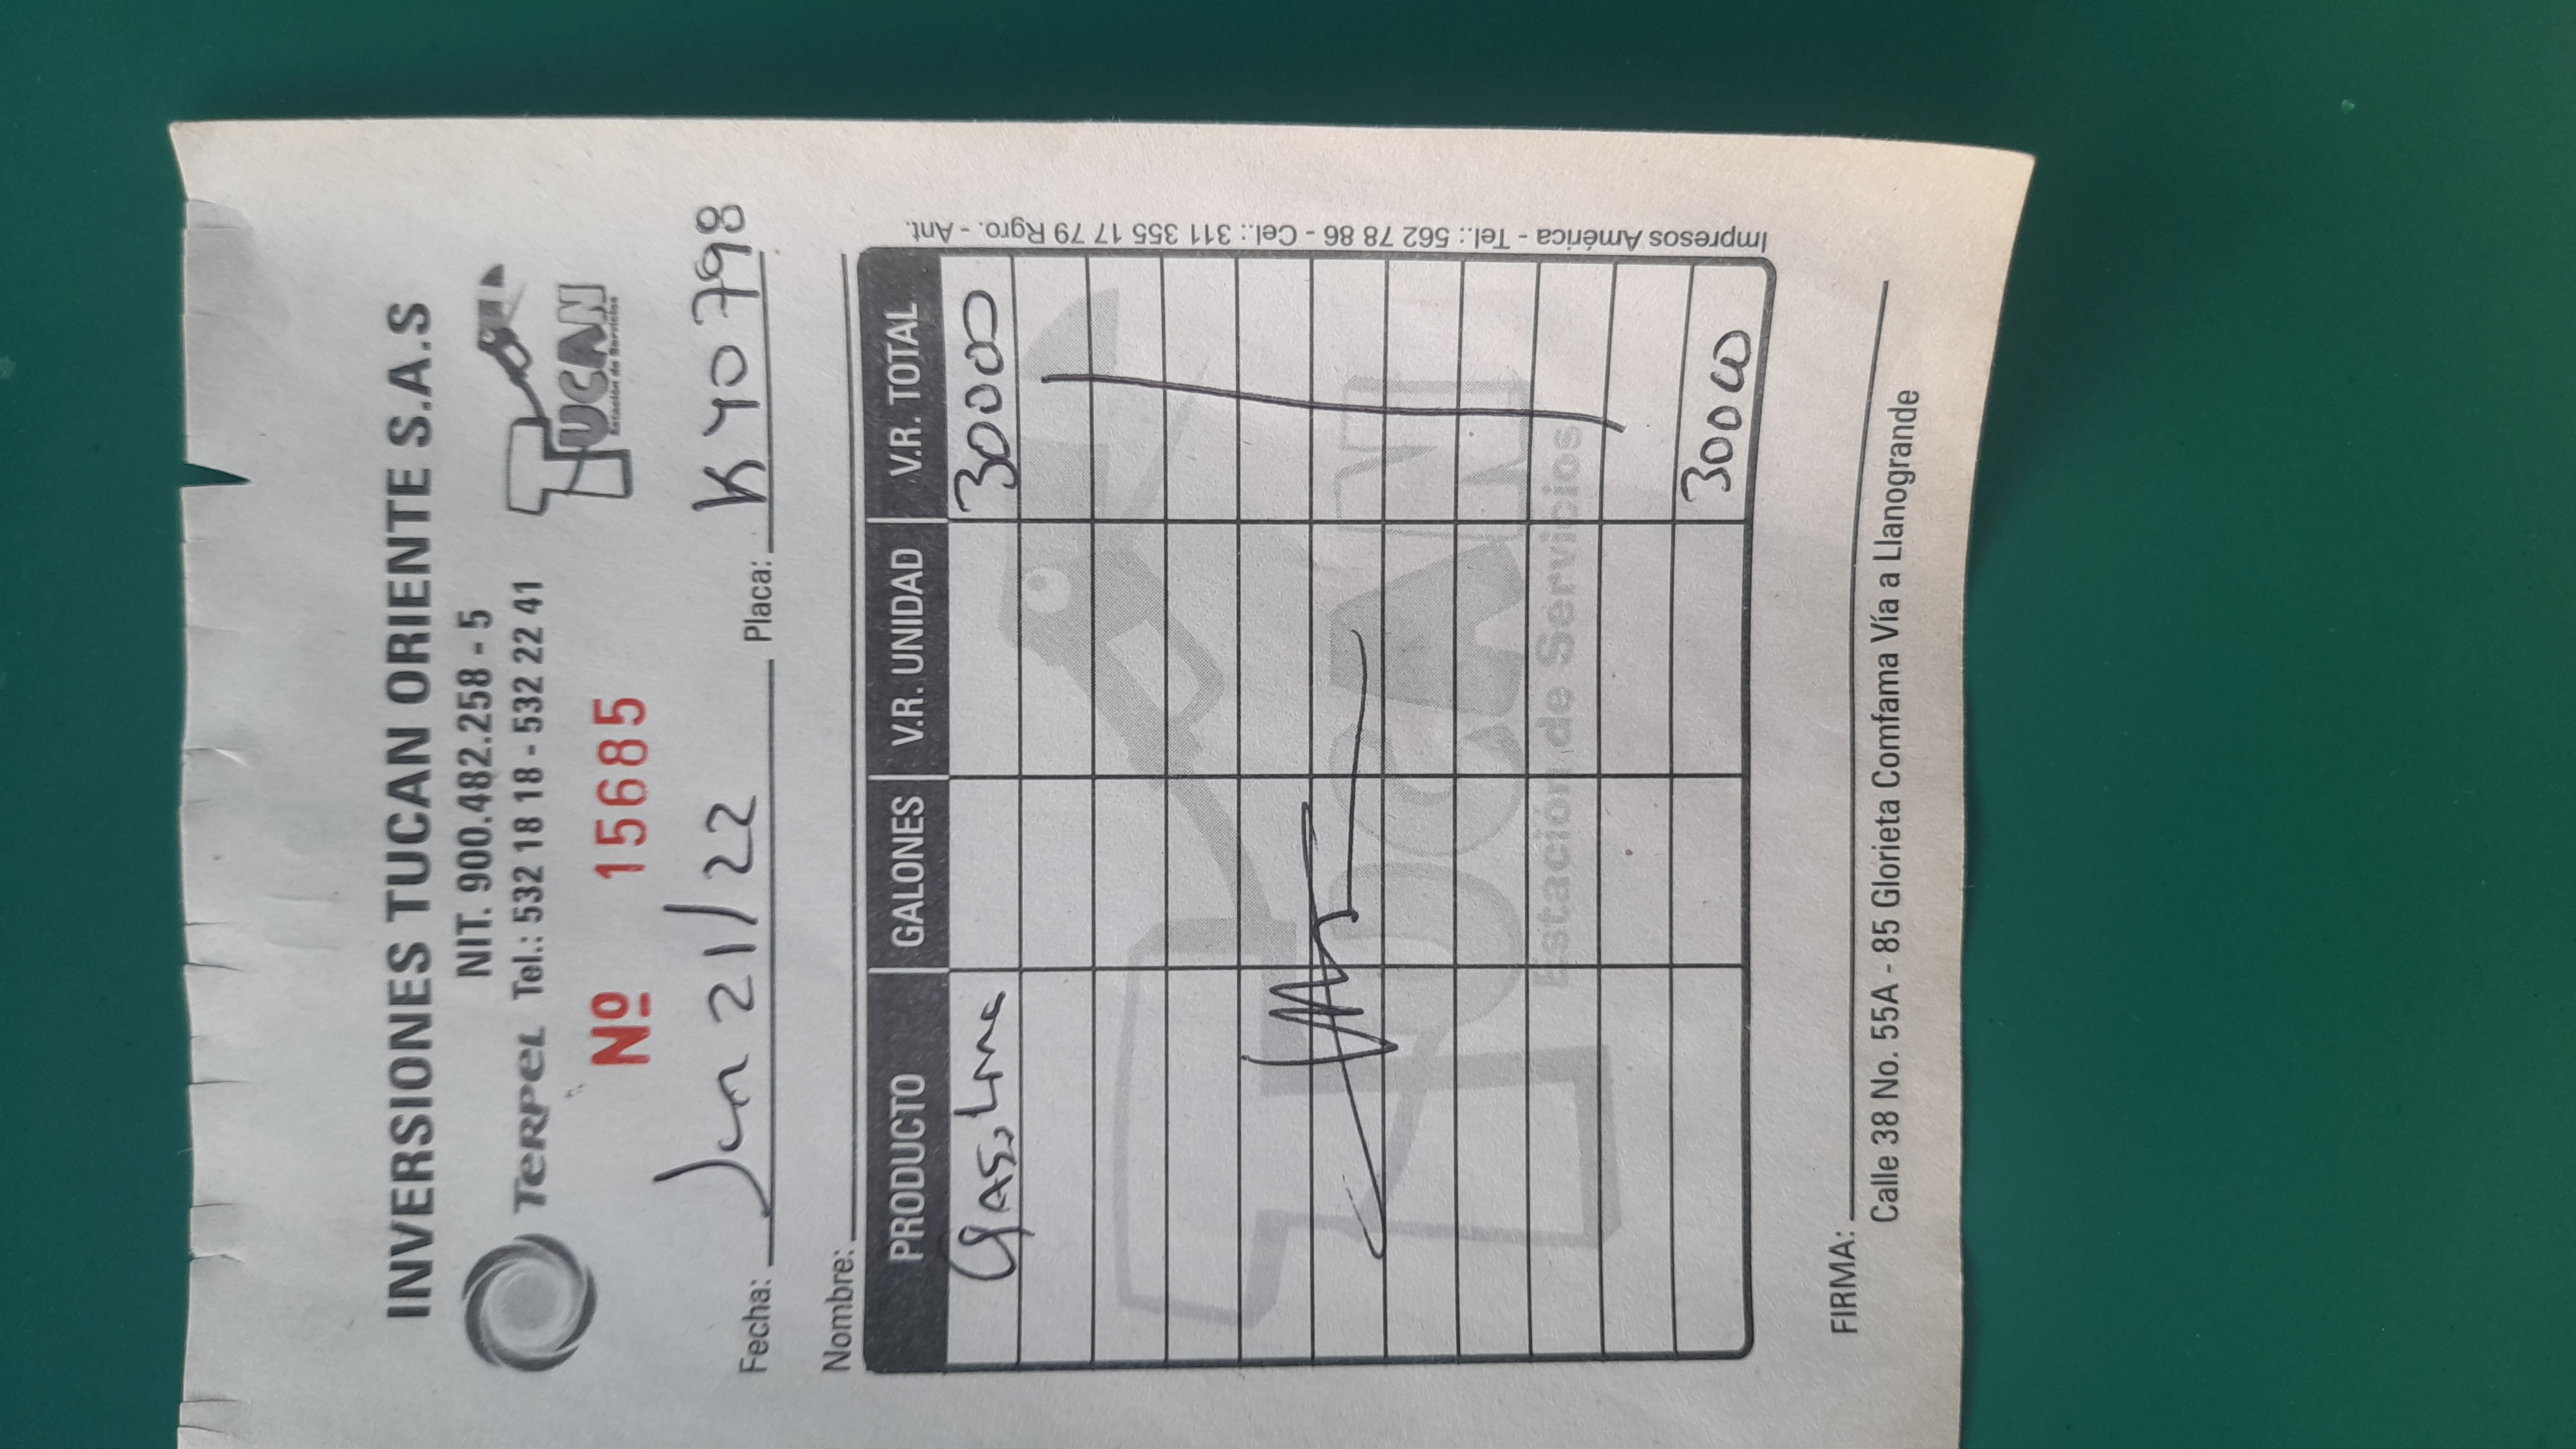 INVERSIONES TUCAN ORIENTE S.A.S
NIT. 900.482.258 - 5
TERPEL Tel.: 532 18 18 - 532 22 41
TUCAN
Estación de Servicios
Nº 15685
Fecha: Jun 21/22 Placa: K40798
Nombre:
PRODUCTO GALONES V.R. UNIDAD V.R. TOTAL
Gasolina 30000
TUCAN
Estación de Servicios
30000
FIRMA:
Calle 38 No. 55A - 85 Glorieta Comfama Vía a Llanogrande
Impresos América - Tel.: 562 78 86 - Cel.: 311 355 17 79 Rgro. - Ant.